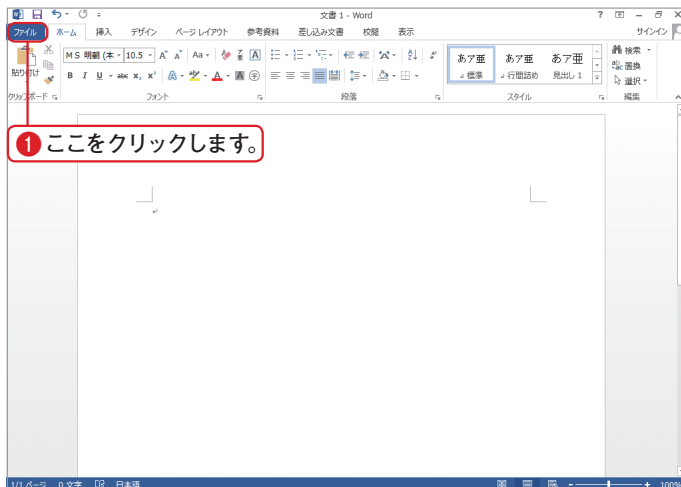 文書 1 - Word
?
ファイル ホーム 挿入 デザイン ページ レイアウト 参考資料 差し込み文書 校閲 表示 サインイン
貼り付け
ＭＳ 明朝 (本 10.5 A A Aa A 検索
B I U abc x₂ x² A A A 置換
選択
あア亜 あア亜 あア亜
標準 行間詰め 見出し 1
クリップボード フォント 段落 スタイル 編集
1 ここをクリックします。
1/1 ページ 0 文字 日本語 100%